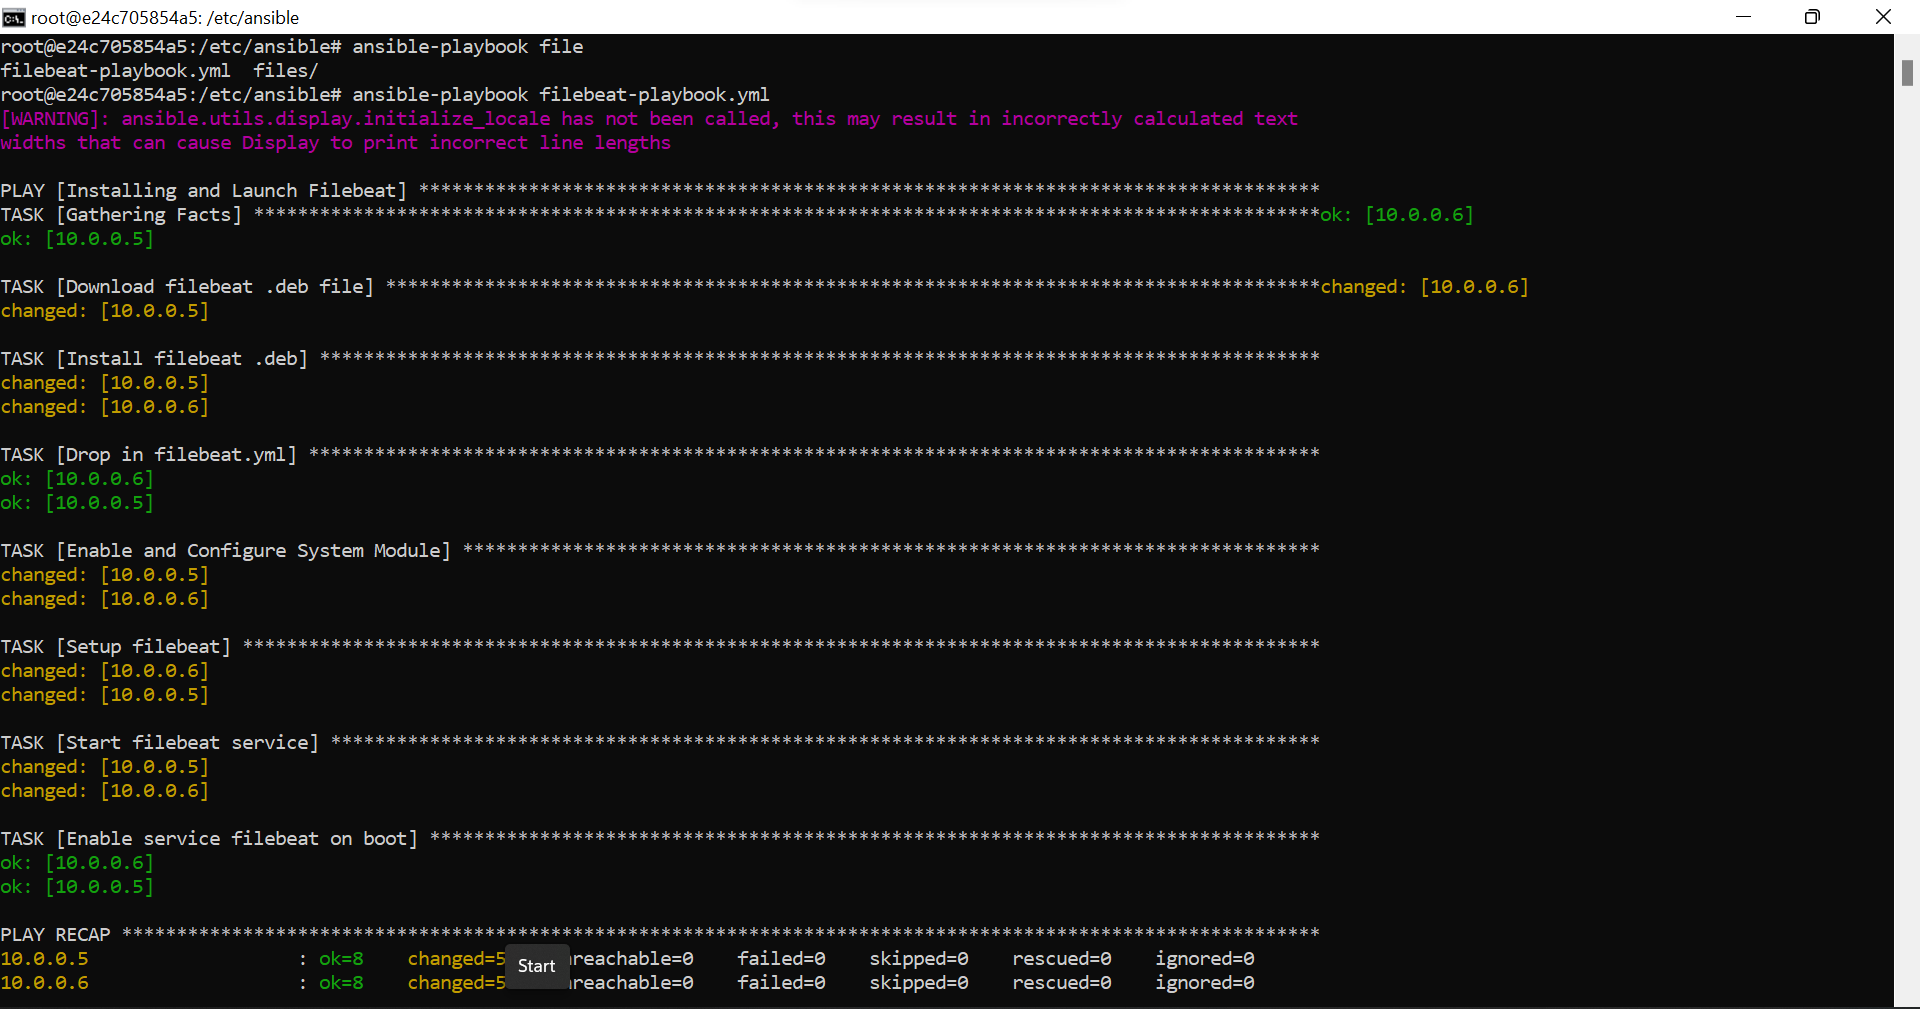 root@e24c705854a5: /etc/ansible
root@e24c705854a5:/etc/ansible# ansible-playbook file
filebeat-playbook.yml  files/
root@e24c705854a5:/etc/ansible# ansible-playbook filebeat-playbook.yml
[WARNING]: ansible.utils.display.initialize_locale has not been called, this may result in incorrectly calculated text
widths that can cause Display to print incorrect line lengths
PLAY [Installing and Launch Filebeat] **********************************************************************************
TASK [Gathering Facts] *************************************************************************************************ok: [10.0.0.6]
ok: [10.0.0.5]
TASK [Download filebeat .deb file] *************************************************************************************changed: [10.0.0.6]
changed: [10.0.0.5]
TASK [Install filebeat .deb] *******************************************************************************************
changed: [10.0.0.5]
changed: [10.0.0.6]
TASK [Drop in filebeat.yml] ********************************************************************************************
ok: [10.0.0.6]
ok: [10.0.0.5]
TASK [Enable and Configure System Module] ******************************************************************************
changed: [10.0.0.5]
changed: [10.0.0.6]
TASK [Setup filebeat] **************************************************************************************************
changed: [10.0.0.6]
changed: [10.0.0.5]
TASK [Start filebeat service] ******************************************************************************************
changed: [10.0.0.5]
changed: [10.0.0.6]
TASK [Enable service filebeat on boot] *********************************************************************************
ok: [10.0.0.6]
ok: [10.0.0.5]
PLAY RECAP *************************************************************************************************************
10.0.0.5                   : ok=8    changed=5    reachable=0    failed=0    skipped=0    rescued=0    ignored=0
Start
10.0.0.6                   : ok=8    changed=5    reachable=0    failed=0    skipped=0    rescued=0    ignored=0